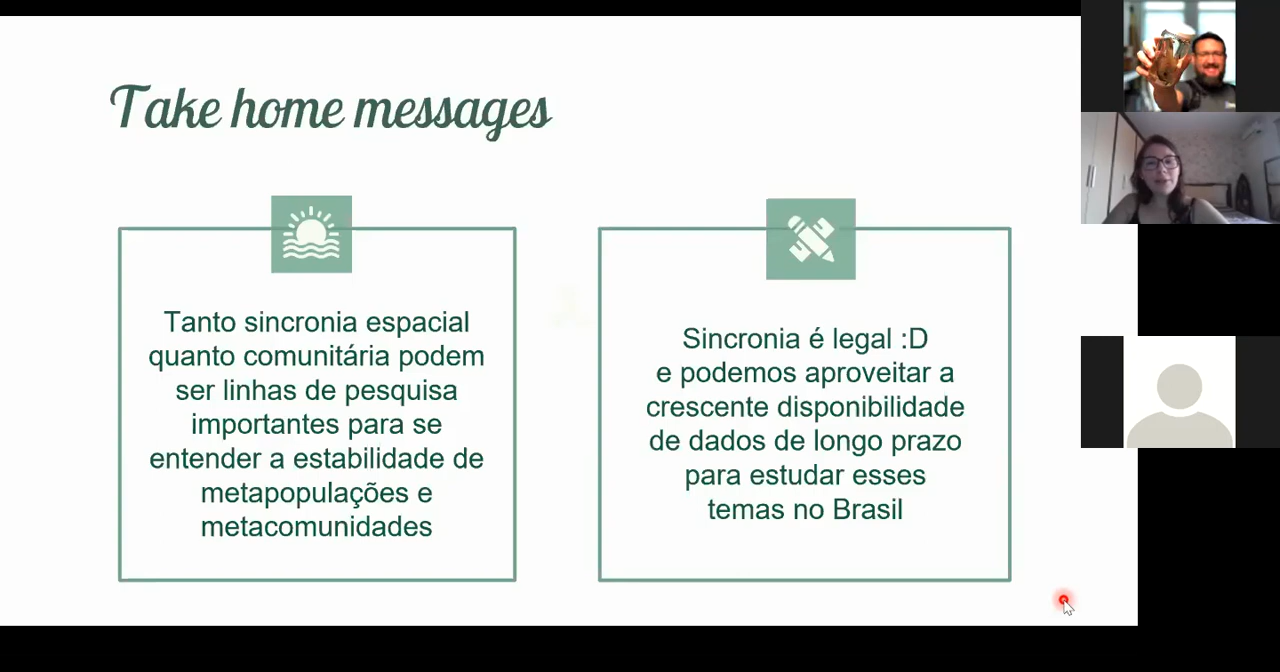 Take home messages
Tanto sincronia espacial
quanto comunitária podem
ser linhas de pesquisa
importantes para se
entender a estabilidade de
metapopulações e
metacomunidades
Sincronia é legal :D
e podemos aproveitar a
crescente disponibilidade
de dados de longo prazo
para estudar esses
temas no Brasil